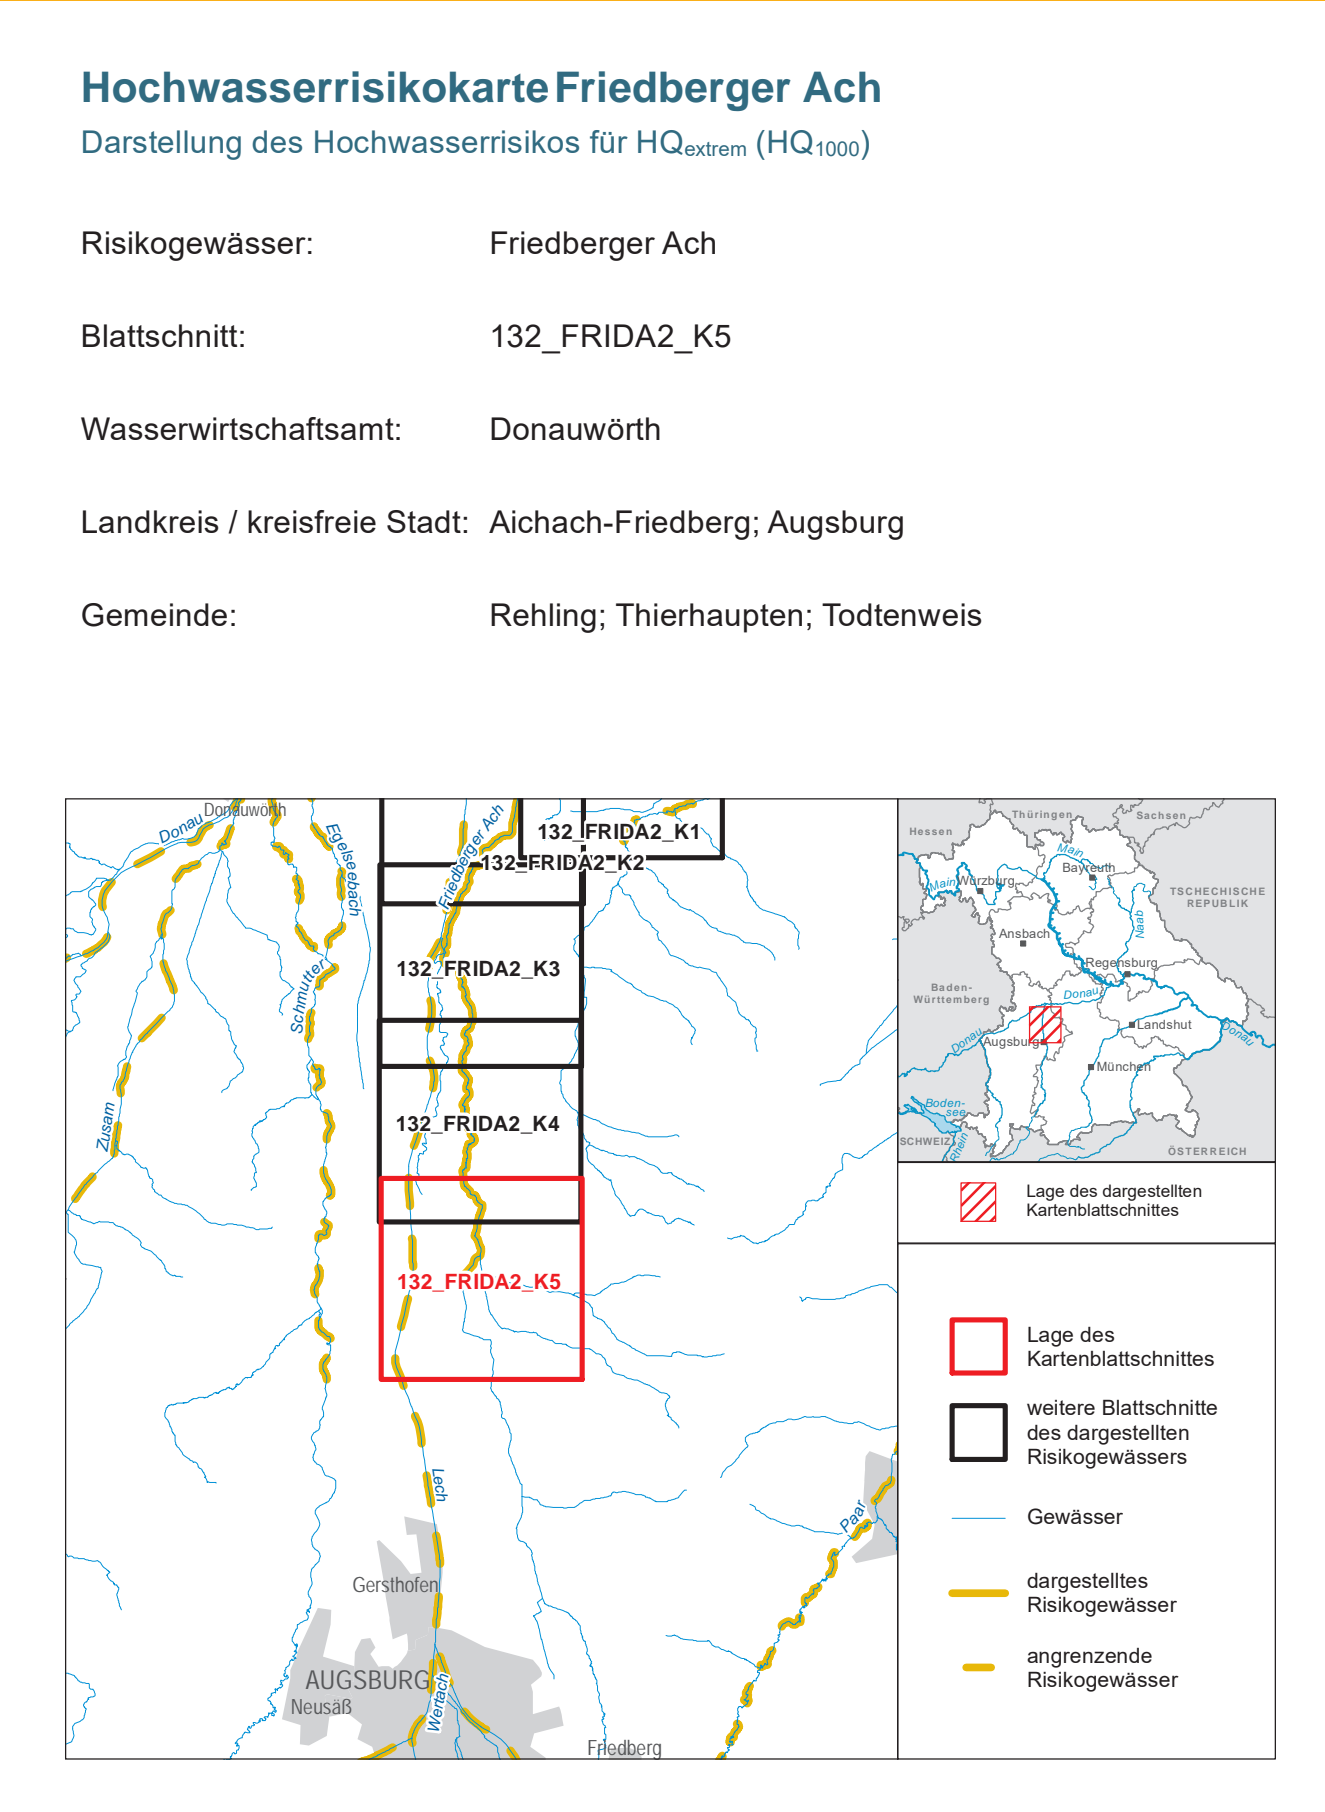 Hochwasserrisikokarte Friedberger Ach
Darstellung des Hochwasserrisikos für HQextrem (HQ1000)
Risikogewässer: Friedberger Ach
Blattschnitt: 132_FRIDA2_K5
Wasserwirtschaftsamt: Donauwörth
Landkreis / kreisfreie Stadt: Aichach-Friedberg; Augsburg
Gemeinde: Rehling; Thierhaupten; Todtenweis
Donauwörth
Donau
Egelseebach
Friedberger Ach
132_FRIDA2_K1
132_FRIDA2_K2
132_FRIDA2_K3
Schmutter
Zusam
132_FRIDA2_K4
132_FRIDA2_K5
Lech
Paar
Gersthofen
AUGSBURG
Neusäß
Wertach
Friedberg
Thüringen
Sachsen
Hessen
Main
Bayreuth
Main
Würzburg
TSCHECHISCHE
REPUBLIK
Naab
Ansbach
Regensburg
Baden-
Württemberg
Donau
Landshut
Donau
Donau
Augsburg
München
Boden-
see
SCHWEIZ
Rhein
ÖSTERREICH
Lage des dargestellten
Kartenblattschnittes
Lage des
Kartenblattschnittes
weitere Blattschnitte
des dargestellten
Risikogewässers
Gewässer
dargestelltes
Risikogewässer
angrenzende
Risikogewässer